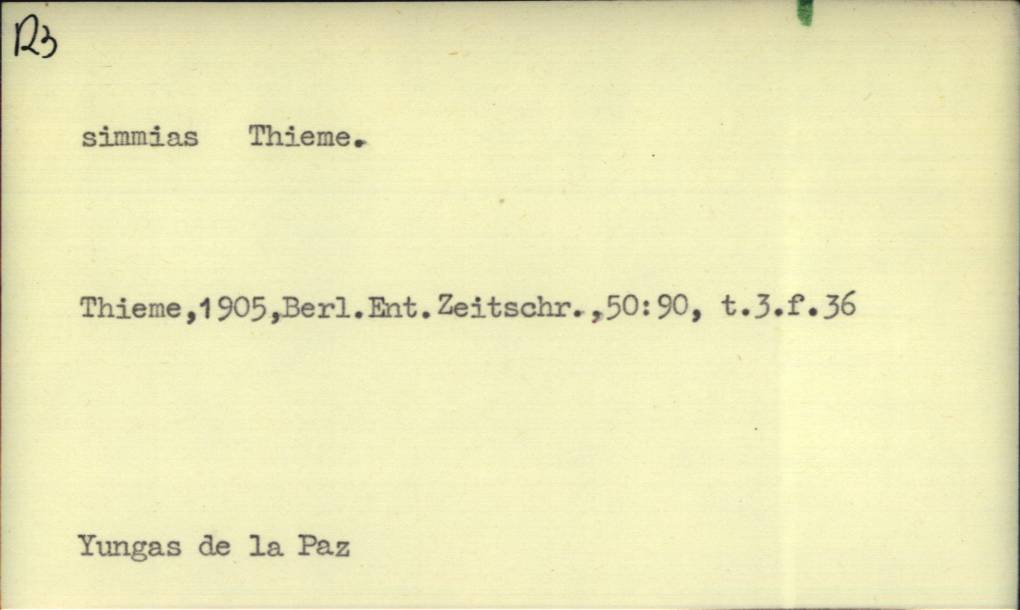 R3
simmias Thieme.
Thieme,1905,Berl.Ent.Zeitschr.,50:90, t.3.f.36
Yungas de la Paz